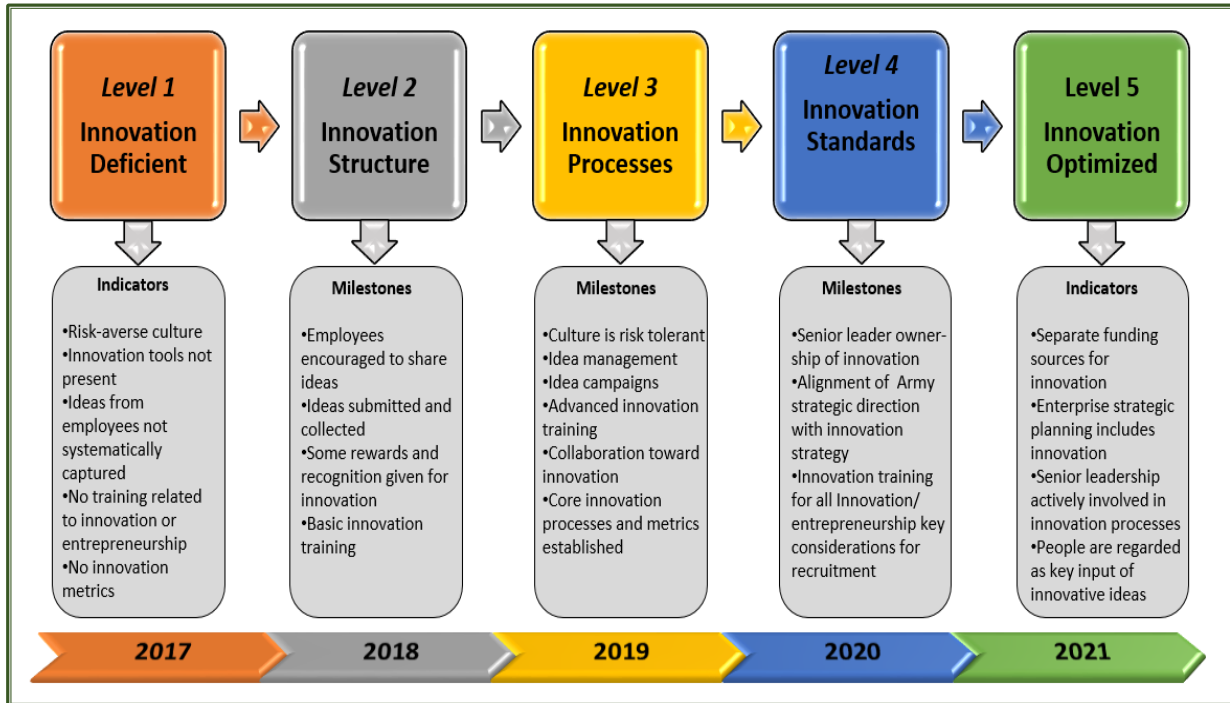 Level 1
Innovation
Deficient
Level 2
Innovation
Structure
Level 3
Innovation
Processes
Level 4
Innovation
Standards
Level 5
Innovation
Optimized
Indicators
•Risk-averse culture
•Innovation tools not
present
•Ideas from
employees not
systematically
captured
•No training related
to innovation or
entrepreneurship
•No innovation
metrics
Milestones
•Employees
encouraged to share
ideas
•Ideas submitted and
collected
•Some rewards and
recognition given for
innovation
•Basic innovation
training
Milestones
•Culture is risk tolerant
•Idea management
•Idea campaigns
•Advanced innovation
training
•Collaboration toward
innovation
•Core innovation
processes and metrics
established
Milestones
•Senior leader owner-
ship of innovation
•Alignment of Army
strategic direction
with innovation
strategy
•Innovation training
for all Innovation/
entrepreneurship key
considerations for
recruitment
Indicators
•Separate funding
sources for
innovation
•Enterprise strategic
planning includes
innovation
•Senior leadership
actively involved in
innovation processes
•People are regarded
as key input of
innovative ideas
2017
2018
2019
2020
2021